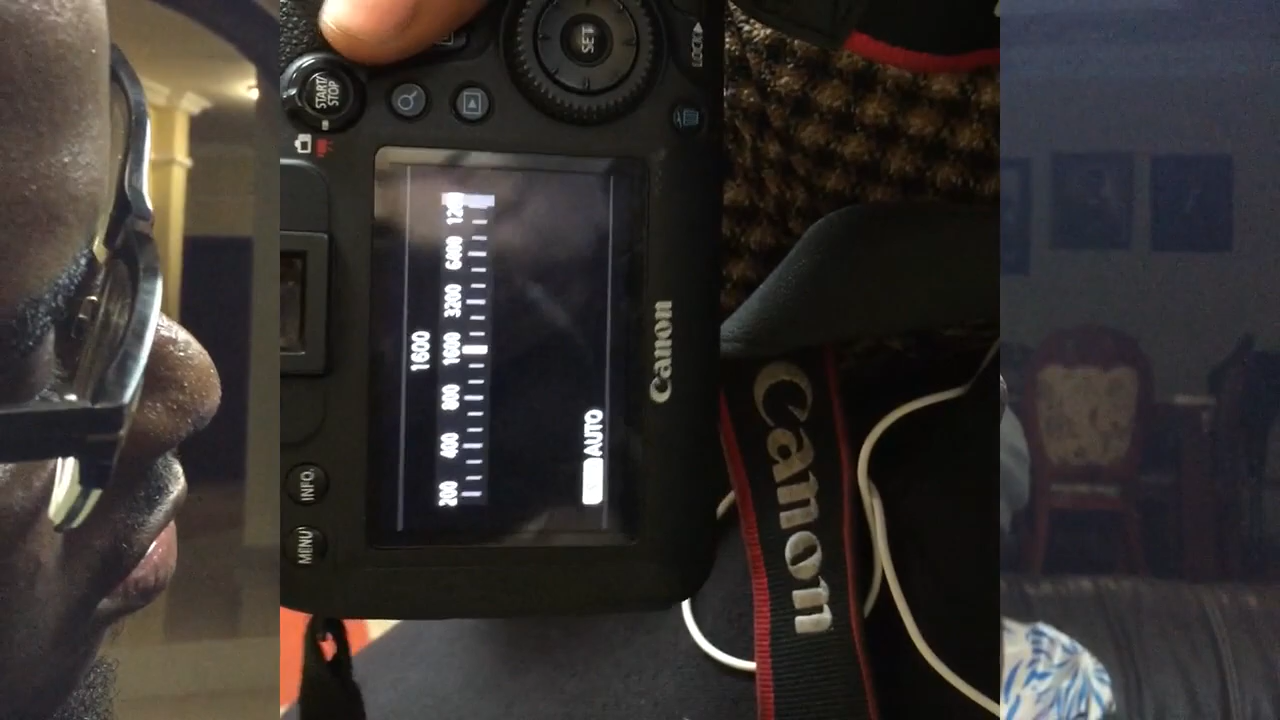 SET
LOCK
START/
STOP
1600
200 400 800 1600 3200 6400
AUTO
Canon
INFO.
MENU
Canon